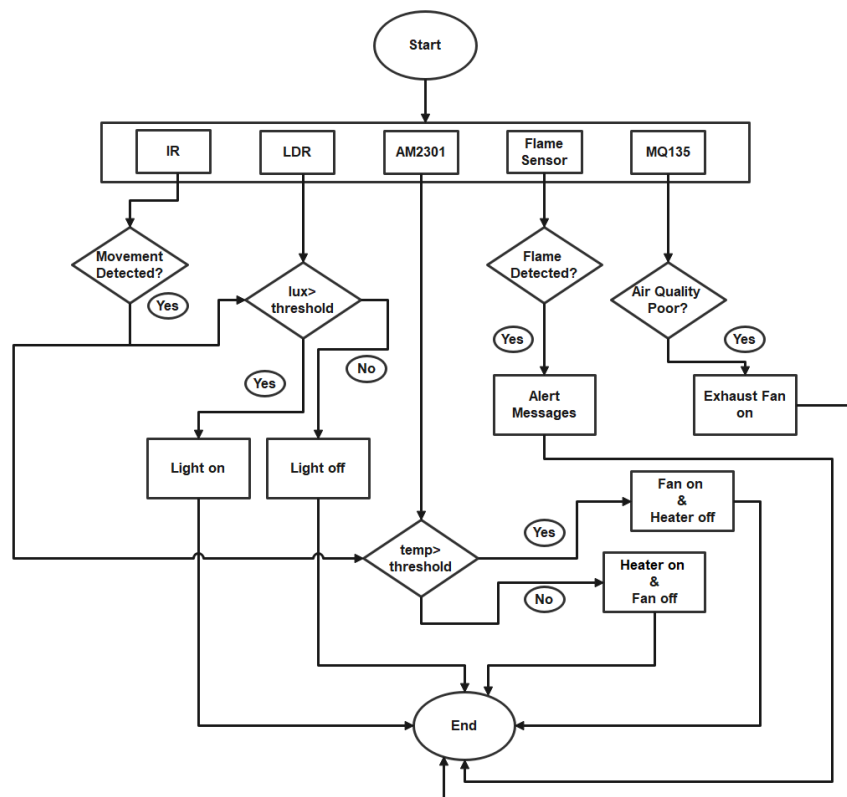 Start
IR
LDR
AM2301
Flame
Sensor
MQ135
Movement
Detected?
Flame
Detected?
lux>
threshold
Air Quality
Poor?
Yes
Yes
Yes
No
Yes
Alert
Messages
Exhaust Fan
on
Light on
Light off
Fan on
&
Heater off
temp>
threshold
Yes
Heater on
&
Fan off
No
End